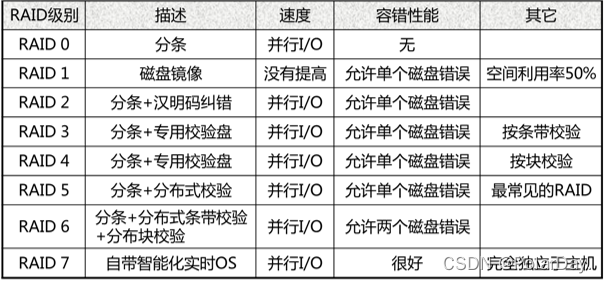 RAID级别 描述 速度 容错性能 其它
RAID 0 分条 并行I/O 无
RAID 1 磁盘镜像 没有提高 允许单个磁盘错误 空间利用率50%
RAID 2 分条+汉明码纠错 并行I/O 允许单个磁盘错误
RAID 3 分条+专用校验盘 并行I/O 允许单个磁盘错误 按条带校验
RAID 4 分条+专用校验盘 并行I/O 允许单个磁盘错误 按块校验
RAID 5 分条+分布式校验 并行I/O 允许单个磁盘错误 最常见的RAID
RAID 6 分条+分布式条带校验 并行I/O 允许两个磁盘错误
+分布块校验
RAID 7 自带智能化实时OS 并行I/O 很好 完全独立于主机